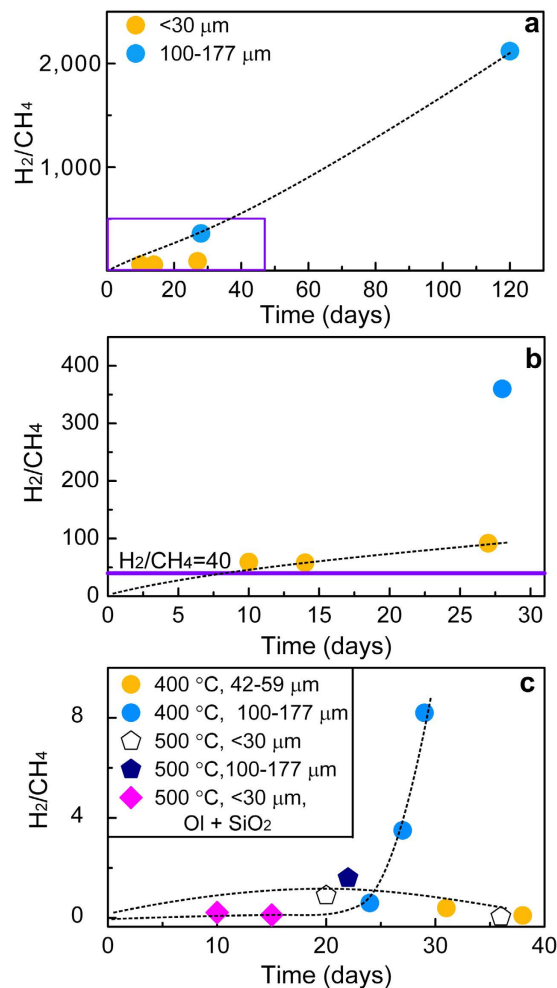 a
<30 μm
100-177 μm
2,000
1,000
0
H₂/CH₄
0 20 40 60 80 100 120
Time (days)
b
400
300
200
100
0
H₂/CH₄
H₂/CH₄=40
0 5 10 15 20 25 30
Time (days)
c
400 °C, 42-59 μm
400 °C, 100-177 μm
500 °C, <30 μm
500 °C,100-177 μm
500 °C, <30 μm,
Ol + SiO₂
8
4
0
H₂/CH₄
0 10 20 30 40
Time (days)